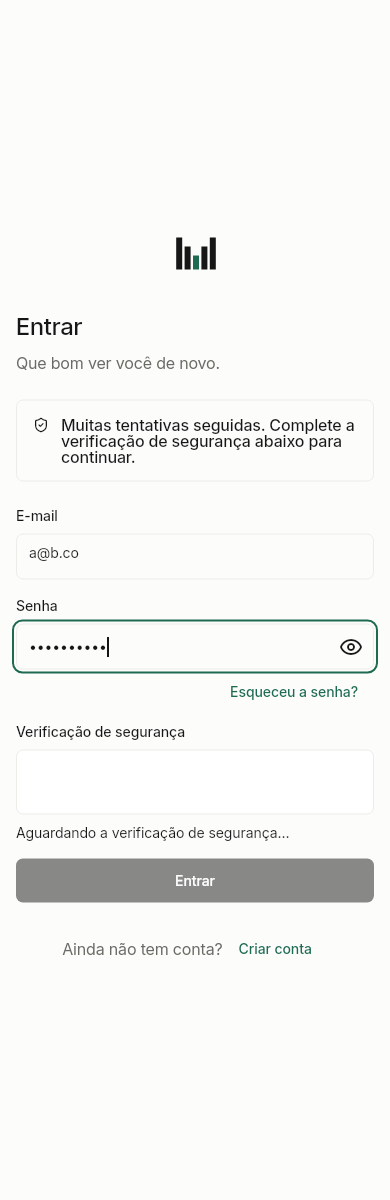 Entrar
Que bom ver você de novo.
Muitas tentativas seguidas. Complete a
verificação de segurança abaixo para
continuar.
E-mail
a@b.co
Senha
••••••••••
Esqueceu a senha?
Verificação de segurança
Aguardando a verificação de segurança...
Entrar
Ainda não tem conta? Criar conta